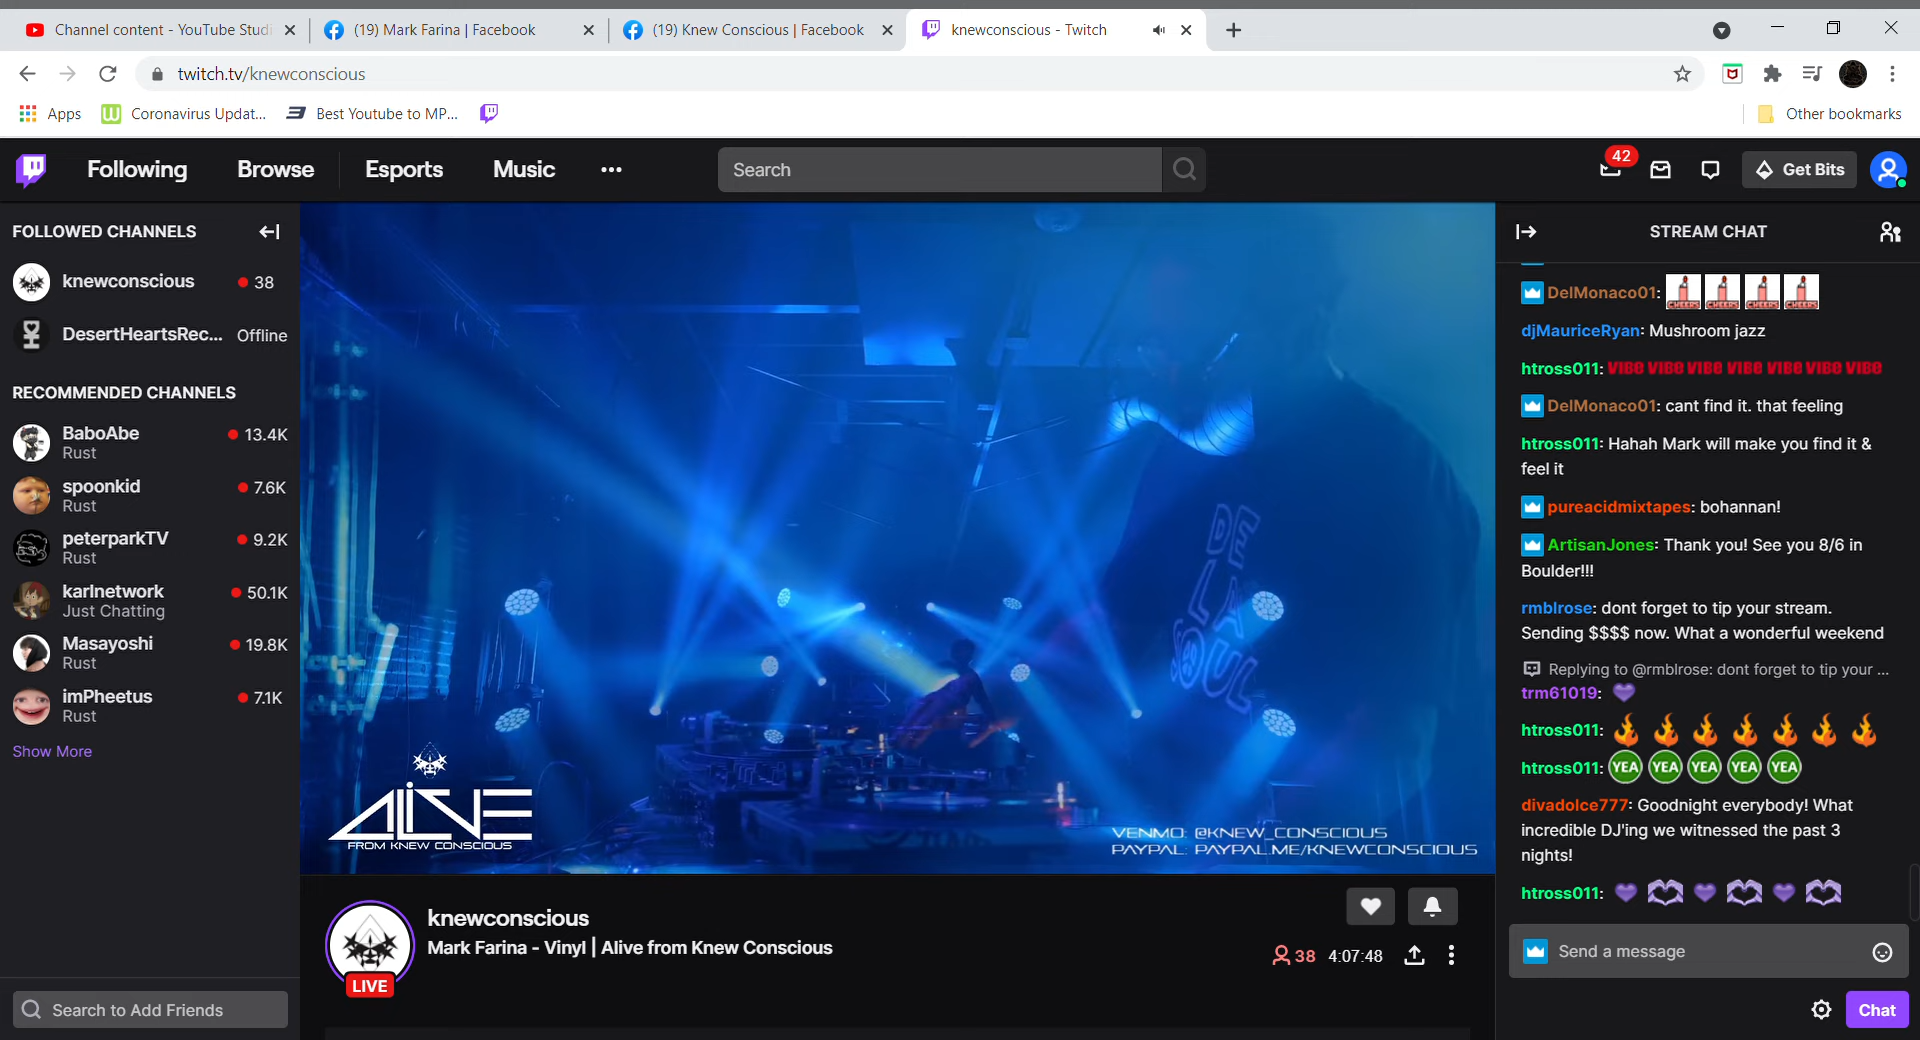 Channel content - YouTube Studi
(19) Mark Farina | Facebook
(19) Knew Conscious | Facebook
knewconscious - Twitch
twitch.tv/knewconscious
Apps
Coronavirus Updat...
Best Youtube to MP...
Other bookmarks
Following
Browse
Esports
Music
Search
42
Get Bits
FOLLOWED CHANNELS
knewconscious
38
DesertHeartsRec...
Offline
RECOMMENDED CHANNELS
BaboAbe
13.4K
Rust
spoonkid
7.6K
Rust
peterparkTV
9.2K
Rust
karlnetwork
50.1K
Just Chatting
Masayoshi
19.8K
Rust
imPheetus
7.1K
Rust
Show More
Search to Add Friends
DE
LA
SOUL
ALIVE
FROM KNEW CONSCIOUS
VENMO: @KNEW_CONSCIOUS
PAYPAL: PAYPAL.ME/KNEWCONSCIOUS
LIVE
knewconscious
Mark Farina - Vinyl | Alive from Knew Conscious
38 4:07:48
STREAM CHAT
DelMonaco01: CHEERS CHEERS CHEERS CHEERS
djMauriceRyan: Mushroom jazz
htross011: VIBE VIBE VIBE VIBE VIBE VIBE VIBE
DelMonaco01: cant find it. that feeling
htross011: Hahah Mark will make you find it &
feel it
pureacidmixtapes: bohannan!
ArtisanJones: Thank you! See you 8/6 in
Boulder!!!
rmblrose: dont forget to tip your stream.
Sending $$$$ now. What a wonderful weekend
Replying to @rmblrose: dont forget to tip your ...
trm61019: 💜
htross011: 🔥 🔥 🔥 🔥 🔥 🔥 🔥
htross011: YEA YEA YEA YEA YEA
divadolce777: Goodnight everybody! What
incredible DJ'ing we witnessed the past 3
nights!
htross011:
Send a message
Chat